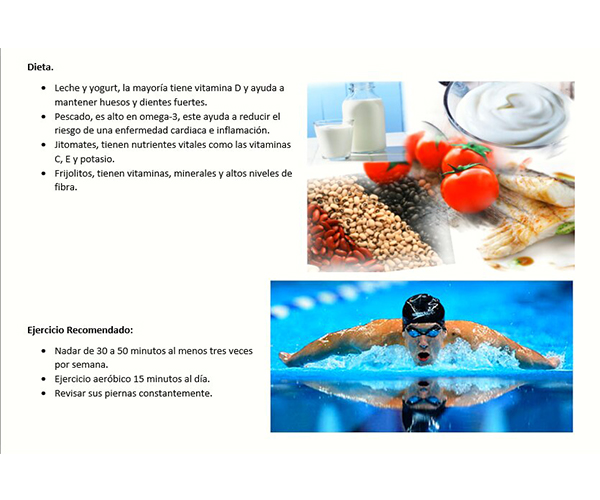 Dieta.
• Leche y yogurt, la mayoría tiene vitamina D y ayuda a
mantener huesos y dientes fuertes.
• Pescado, es alto en omega-3, este ayuda a reducir el
riesgo de una enfermedad cardiaca e inflamación.
• Jitomates, tienen nutrientes vitales como las vitaminas
C, E y potasio.
• Frijolitos, tienen vitaminas, minerales y altos niveles de
fibra.
Ejercicio Recomendado:
• Nadar de 30 a 50 minutos al menos tres veces
por semana.
• Ejercicio aeróbico 15 minutos al día.
• Revisar sus piernas constantemente.